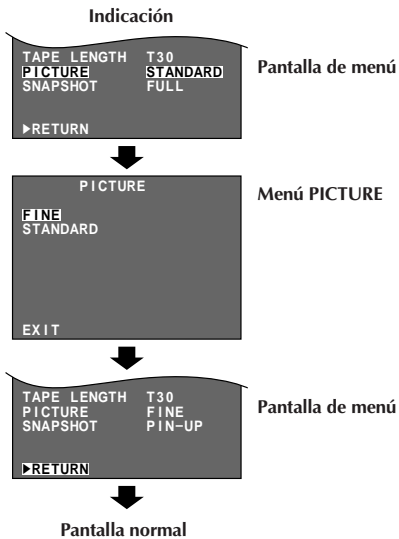 Indicación
TAPE LENGTH T30
PICTURE STANDARD
SNAPSHOT FULL
▶RETURN
Pantalla de menú
PICTURE
FINE
STANDARD
EXIT
Menú PICTURE
TAPE LENGTH T30
PICTURE FINE
SNAPSHOT PIN-UP
▶RETURN
Pantalla de menú
Pantalla normal